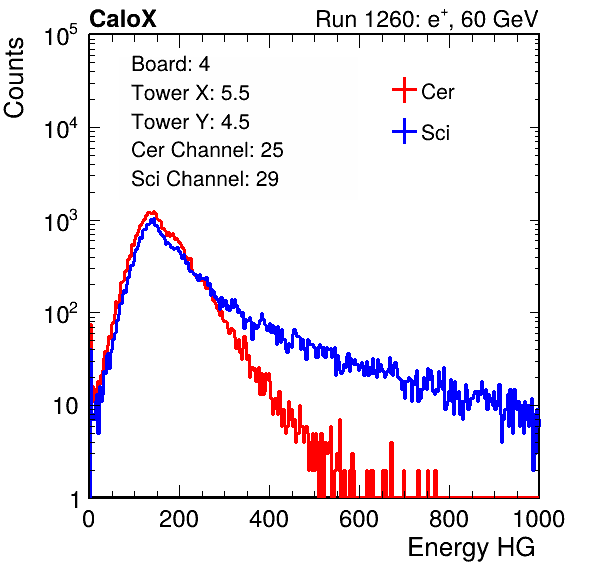 CaloX Run 1260: e⁺, 60 GeV
Counts
Board: 4
Tower X: 5.5
Tower Y: 4.5
Cer Channel: 25
Sci Channel: 29
Cer
Sci
10⁵
10⁴
10³
10²
10
1
0 200 400 600 800 1000
Energy HG